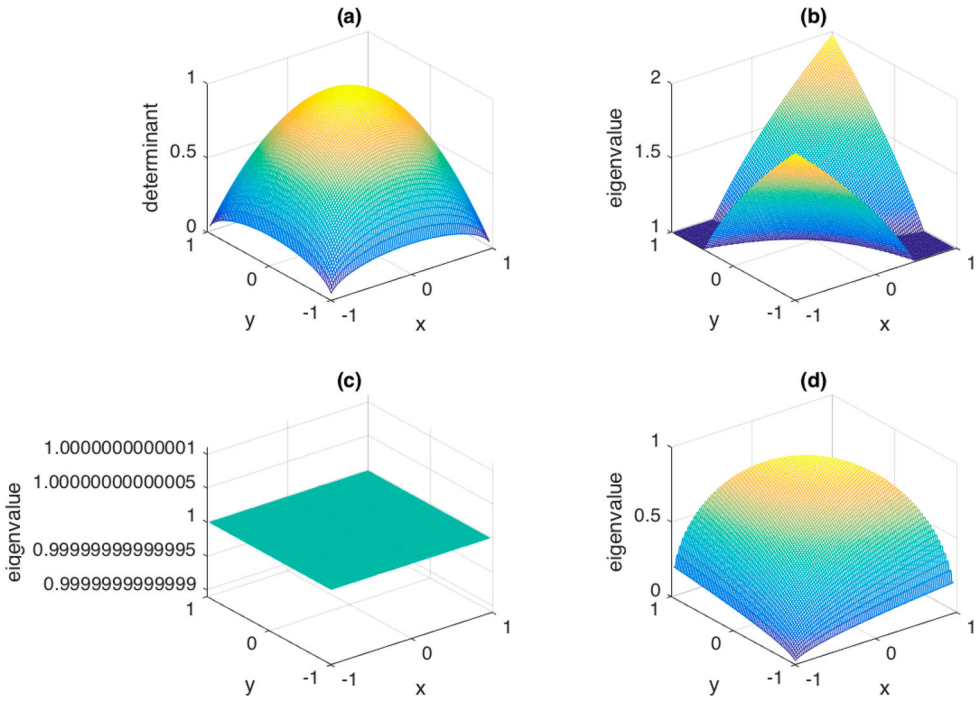 (a)
1
0.5
0
determinant
1
0
-1
y
-1
0
1
x
(b)
2
1.5
1
eigenvalue
1
0
-1
y
-1
0
1
x
(c)
1.0000000000001
1.00000000000005
1
0.99999999999995
0.9999999999999
eigenvalue
1
0
-1
y
-1
0
1
x
(d)
1
0.5
0
eigenvalue
1
0
-1
y
-1
0
1
x